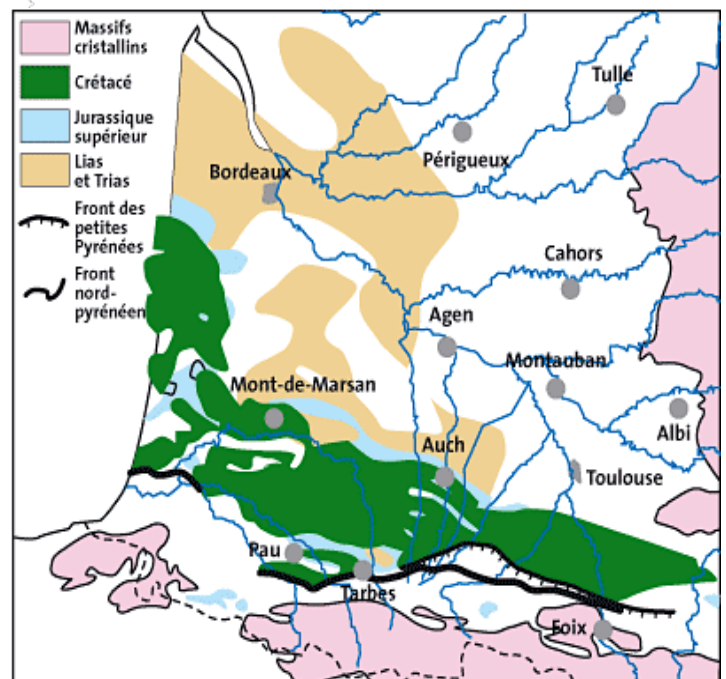 Massifs
cristallins
Crétacé
Jurassique
supérieur
Lias
et Trias
Front des
petites
Pyrénées
Front
nord-
pyrénéen
Tulle
Périgueux
Bordeaux
Cahors
Agen
Montauban
Mont-de-Marsan
Albi
Auch
Toulouse
Pau
Tarbes
Foix